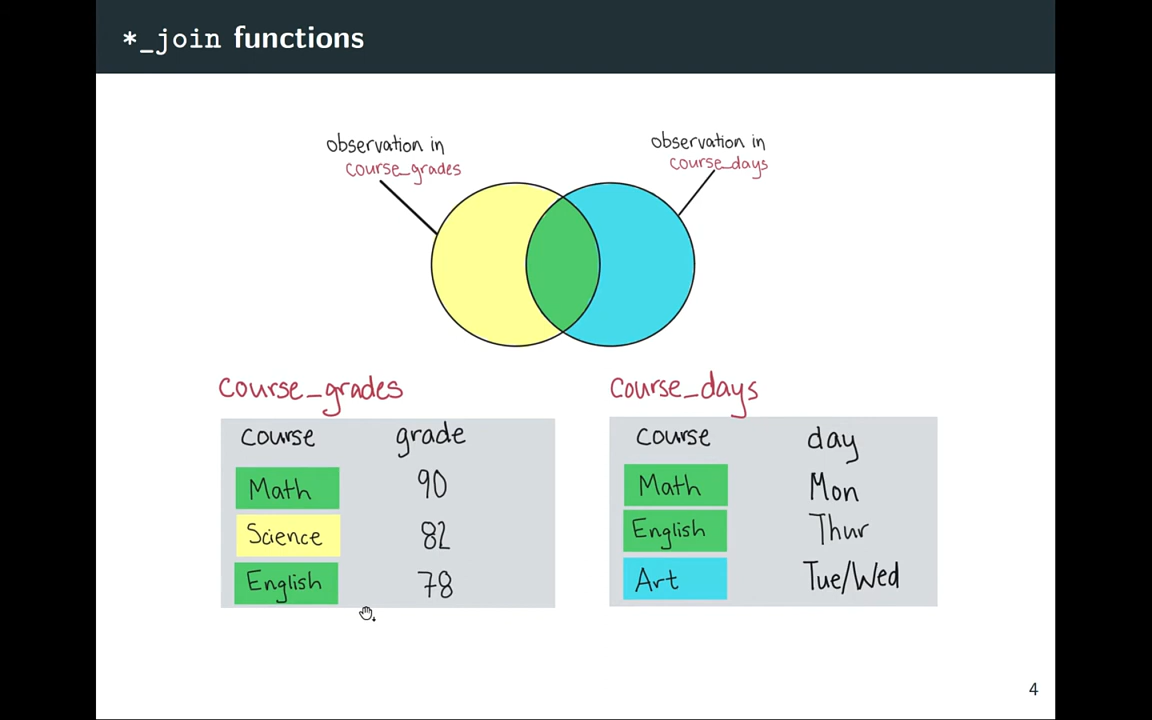 *_join functions
observation in
course_grades
observation in
course_days
course_grades
course grade
Math 90
Science 82
English 78
course_days
course day
Math Mon
English Thur
Art Tue/Wed
4